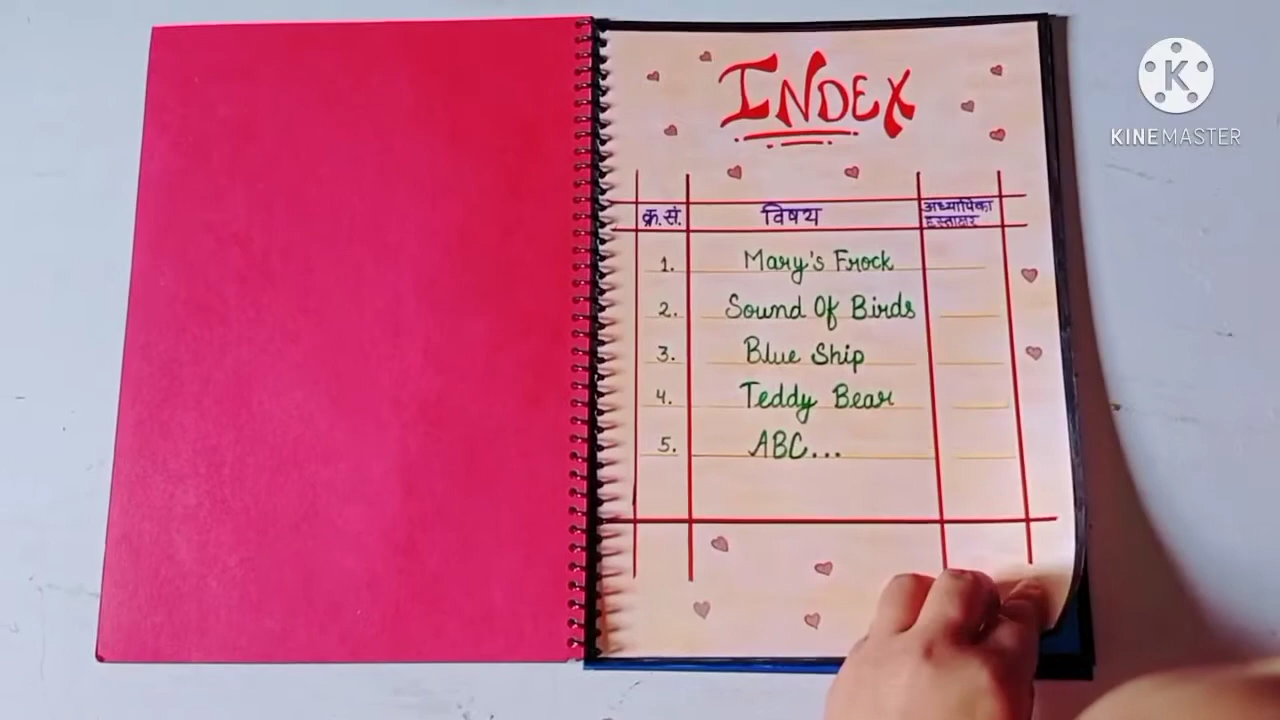 INDEX
क्र.सं. विषय अध्यापिका हस्ताक्षर
1. Mary's Frock
2. Sound Of Birds
3. Blue Ship
4. Teddy Bear
5. ABC...
K
KINEMASTER